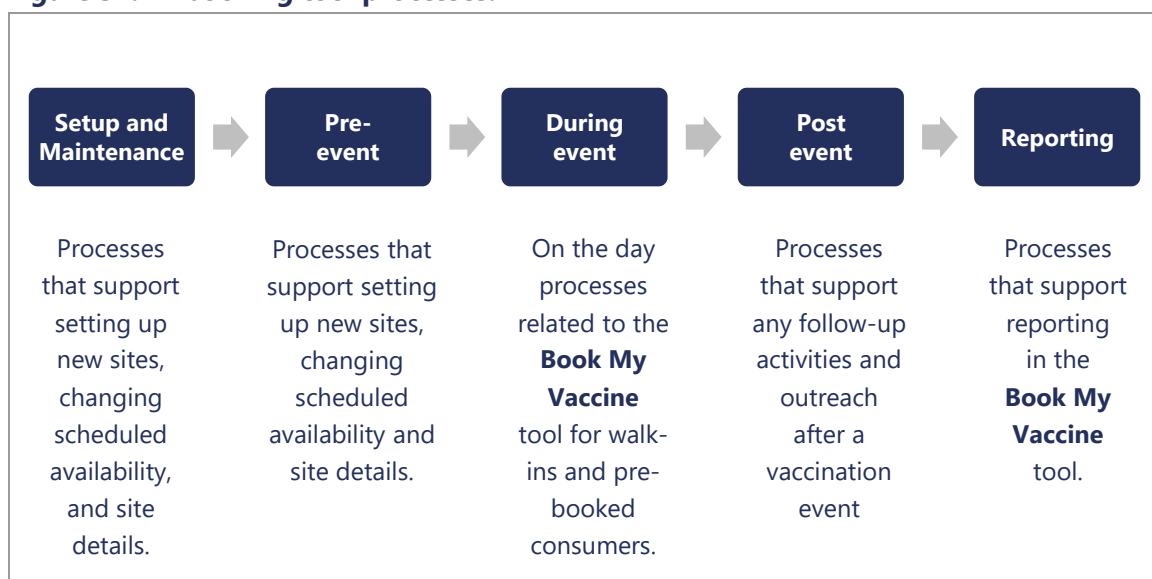 Setup and
Maintenance
Pre-
event
During
event
Post
event
Reporting
Processes
that support
setting up
new sites,
changing
scheduled
availability,
and site
details.
Processes that
support setting
up new sites,
changing
scheduled
availability and
site details.
On the day
processes
related to the
Book My
Vaccine
tool for walk-
ins and pre-
booked
consumers.
Processes
that support
any follow-up
activities and
outreach
after a
vaccination
event
Processes
that support
reporting
in the
Book My
Vaccine
tool.